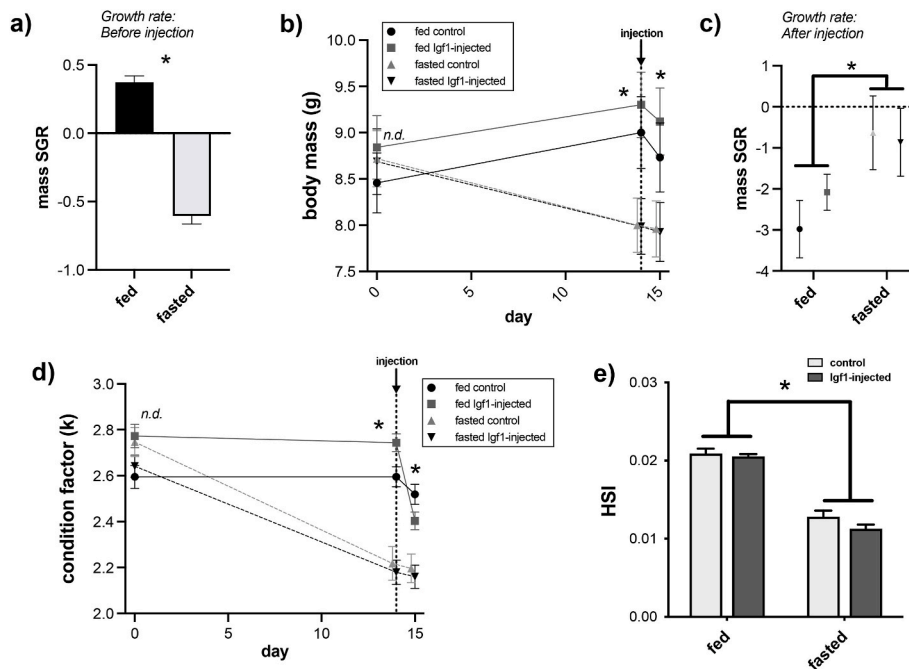 a)
Growth rate:
Before injection
*
mass SGR
0.5
0.0
-0.5
-1.0
fed
fasted
b)
fed control
fed Igf1-injected
fasted control
fasted Igf1-injected
injection
body mass (g)
10.0
9.5
9.0
8.5
8.0
7.5
n.d.
*
*
0
5
10
15
day
c)
Growth rate:
After injection
*
mass SGR
1
0
-1
-2
-3
-4
fed
fasted
d)
injection
fed control
fed Igf1-injected
fasted control
fasted Igf1-injected
condition factor (k)
3.0
2.8
2.6
2.4
2.2
2.0
n.d.
*
*
0
5
10
15
day
e)
control
Igf1-injected
*
HSI
0.03
0.02
0.01
0.00
fed
fasted